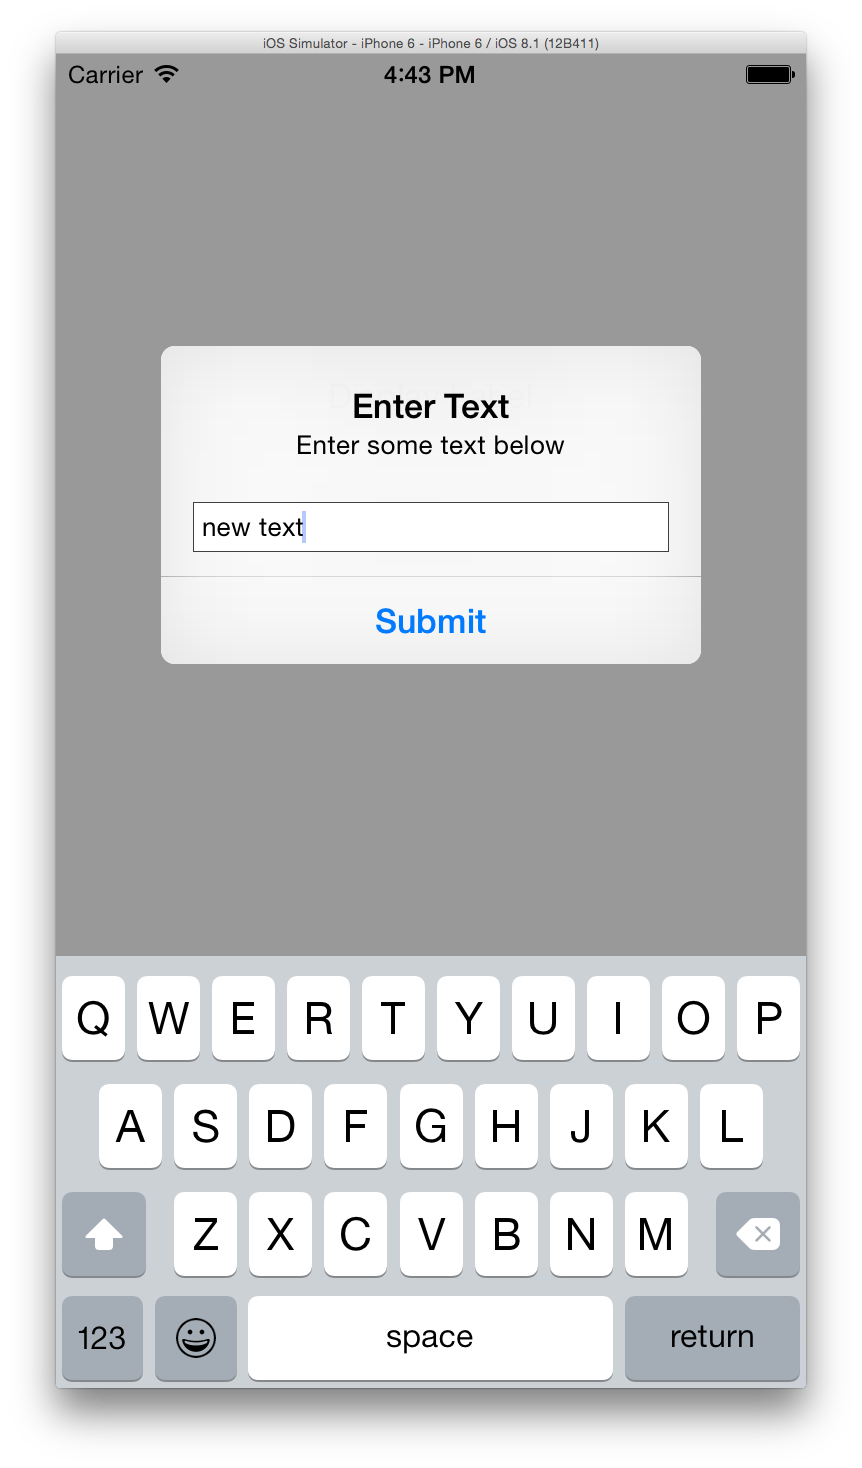 iOS Simulator - iPhone 6 - iPhone 6 / iOS 8.1 (12B411)
Carrier 4:43 PM
Enter Text
Enter some text below
new text
Submit
Q W E R T Y U I O P
A S D F G H J K L
Z X C V B N M
123 space return